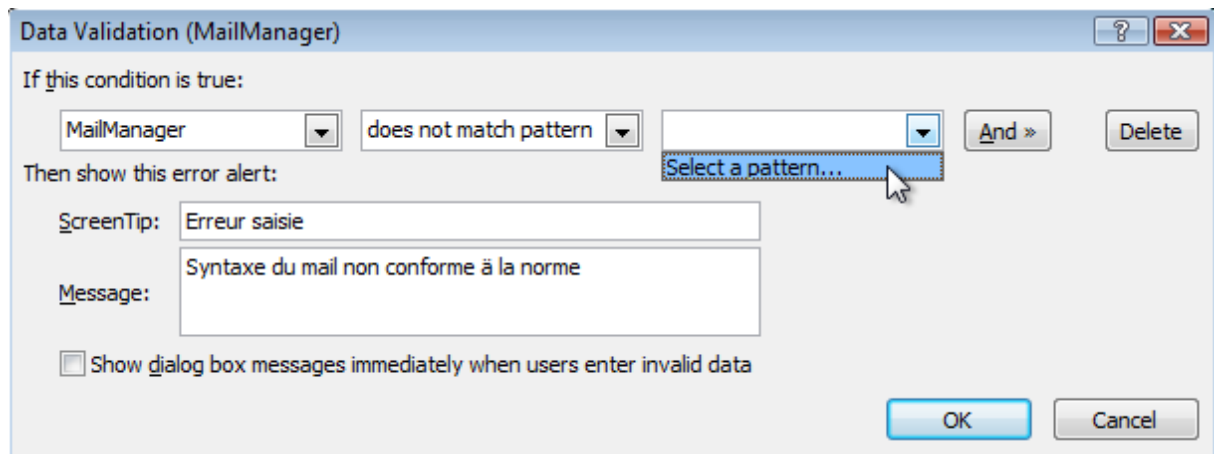 Data Validation (MailManager)
If this condition is true:
MailManager does not match pattern And » Delete
Select a pattern...
Then show this error alert:
ScreenTip: Erreur saisie
Message: Syntaxe du mail non conforme ä la norme
Show dialog box messages immediately when users enter invalid data
OK Cancel